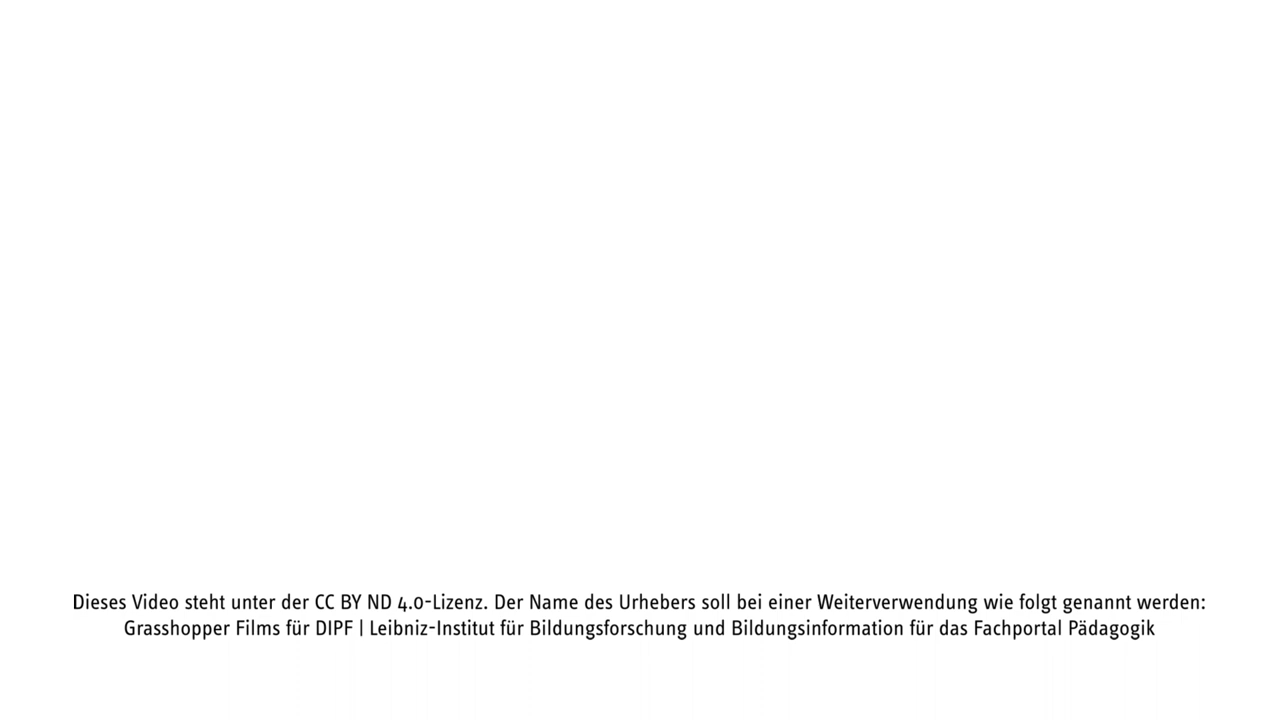 Dieses Video steht unter der CC BY ND 4.0-Lizenz. Der Name des Urhebers soll bei einer Weiterverwendung wie folgt genannt werden:
Grasshopper Films für DIPF | Leibniz-Institut für Bildungsforschung und Bildungsinformation für das Fachportal Pädagogik